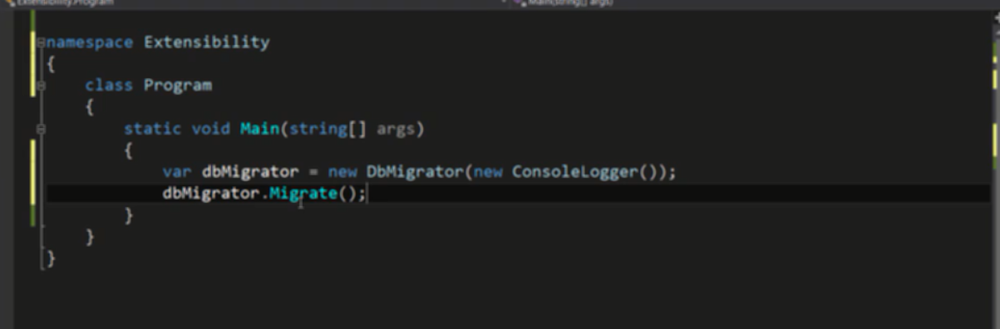 Extensibility.Program
Main(string[] args)
namespace Extensibility
{
    class Program
    {
        static void Main(string[] args)
        {
            var dbMigrator = new DbMigrator(new ConsoleLogger());
            dbMigrator.Migrate();
        }
    }
}